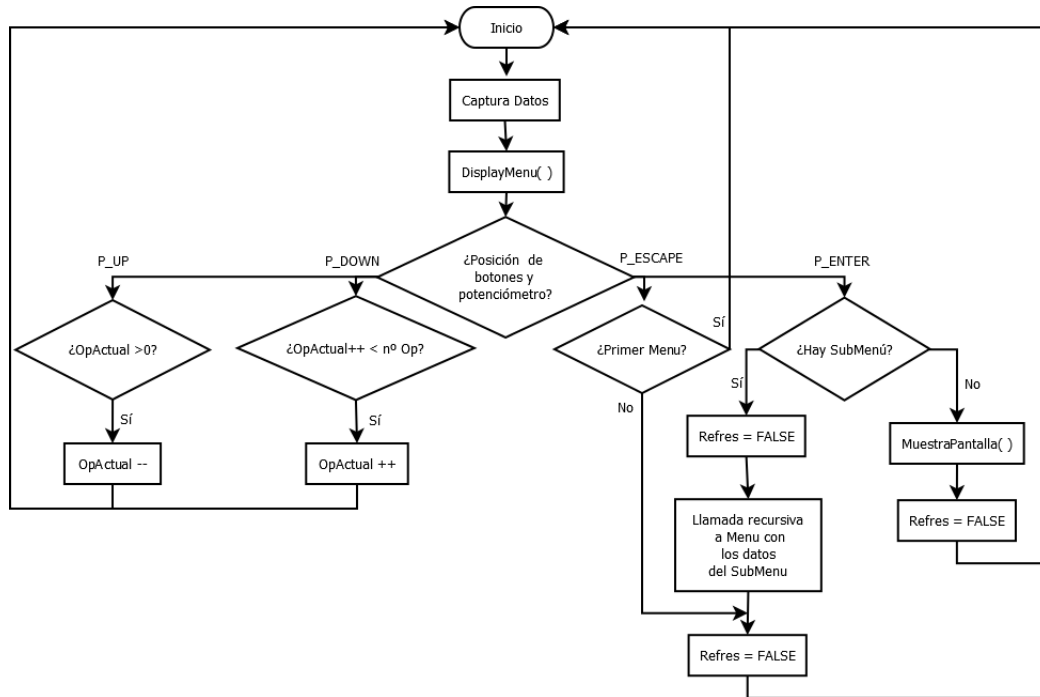 Inicio
Captura Datos
DisplayMenu( )
¿Posición de
botones y
potenciómetro?
P_UP
P_DOWN
P_ESCAPE
P_ENTER
¿OpActual >0?
¿OpActual++ < nº Op?
¿Primer Menu?
Sí
¿Hay SubMenú?
Sí
Sí
No
Sí
No
OpActual --
OpActual ++
Refres = FALSE
MuestraPantalla( )
Llamada recursiva
a Menu con
los datos
del SubMenu
Refres = FALSE
Refres = FALSE